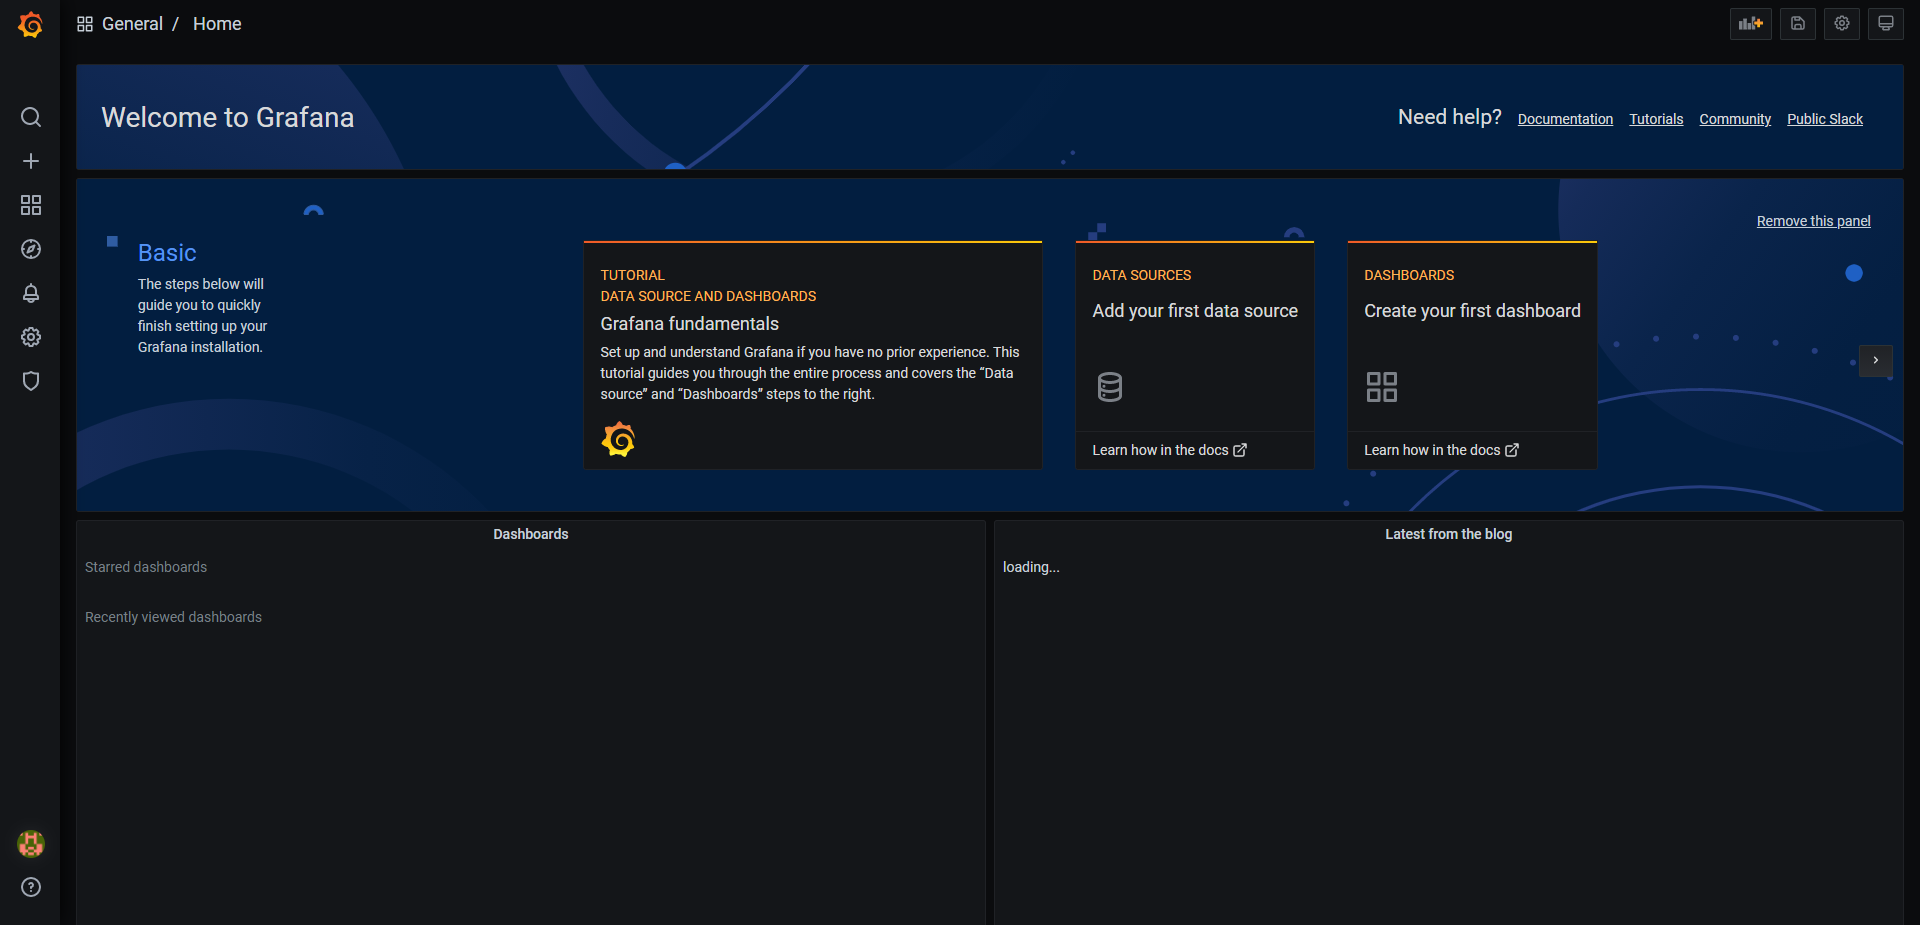 General / Home
Welcome to Grafana
Need help? Documentation Tutorials Community Public Slack
Remove this panel
Basic
The steps below will
guide you to quickly
finish setting up your
Grafana installation.
TUTORIAL
DATA SOURCE AND DASHBOARDS
Grafana fundamentals
Set up and understand Grafana if you have no prior experience. This
tutorial guides you through the entire process and covers the “Data
source” and “Dashboards” steps to the right.
DATA SOURCES
Add your first data source
Learn how in the docs
DASHBOARDS
Create your first dashboard
Learn how in the docs
Dashboards
Starred dashboards
Recently viewed dashboards
Latest from the blog
loading...